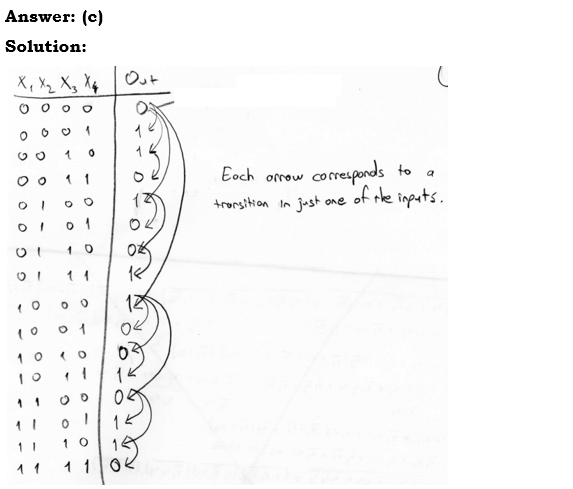 Answer: (c)
Solution:
X₁ X₂ X₃ X₄ Out
0 0 0 0 0
0 0 0 1 1
0 0 1 0 1
0 0 1 1 0
0 1 0 0 1
0 1 0 1 0
0 1 1 0 0
0 1 1 1 1
1 0 0 0 1
1 0 0 1 0
1 0 1 0 0
1 0 1 1 1
1 1 0 0 0
1 1 0 1 1
1 1 1 0 1
1 1 1 1 0
Each arrow corresponds to a
transition in just one of the inputs.